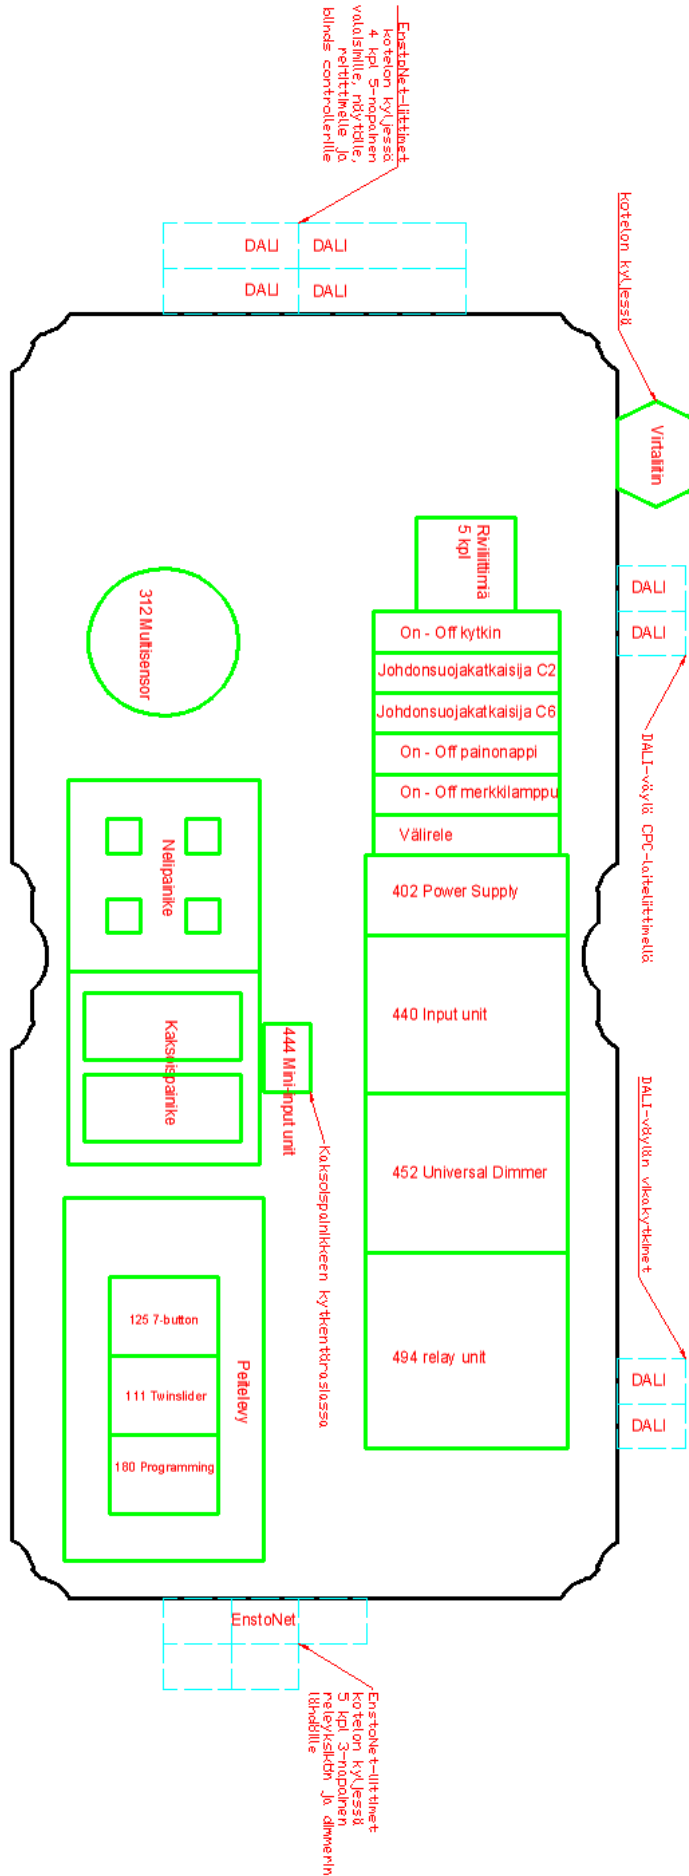 EnstoNet-liittimet
kotelon kyljessä
4 kpl 5-napainen
valaisimille, näytölle,
reitittimelle ja
blinds controllerille
kotelon kyljessä
DALI DALI
DALI DALI
Virtaliitin
Riviliittimiä
5 kpl
DALI
DALI
312 Multisensor
On - Off kytkin
Johdonsuojakatkaisija C2
Johdonsuojakatkaisija C6
On - Off painonappi
On - Off merkkilamppu
Välirele
DALI-väylä CPC-laiteliittimellä
Nelipainike
402 Power Supply
440 Input unit
Kaksoispainike
444 Mini-input unit
Kaksoispainikkeen kytkentärasiassa
DALI-väylän vikakytkimet
452 Universal Dimmer
125 7-button
111 Twinslider
180 Programming
Peitelevy
494 relay unit
DALI
DALI
EnstoNet
EnstoNet-liittimet
kotelon kyljessä
5 kpl 3-napainen
releyksikön ja dimmerin
lähdöille